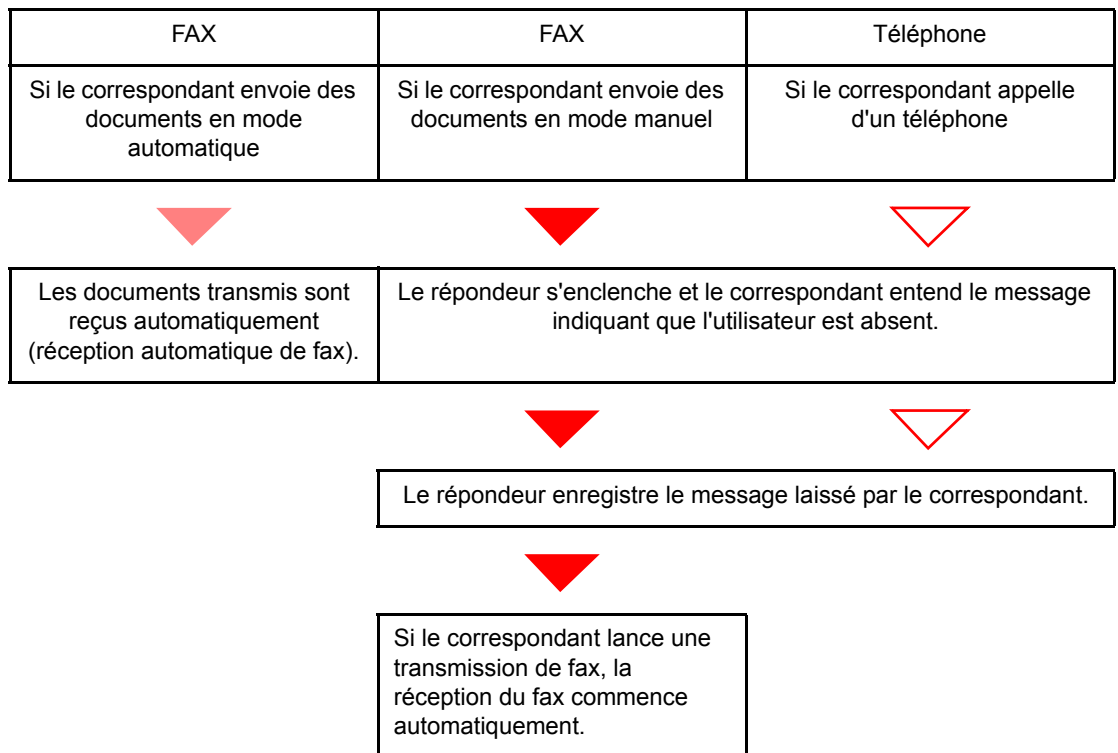 FAX
FAX
Téléphone
Si le correspondant envoie des
documents en mode
automatique
Si le correspondant envoie des
documents en mode manuel
Si le correspondant appelle
d'un téléphone
Les documents transmis sont
reçus automatiquement
(réception automatique de fax).
Le répondeur s'enclenche et le correspondant entend le message
indiquant que l'utilisateur est absent.
Le répondeur enregistre le message laissé par le correspondant.
Si le correspondant lance une
transmission de fax, la
réception du fax commence
automatiquement.